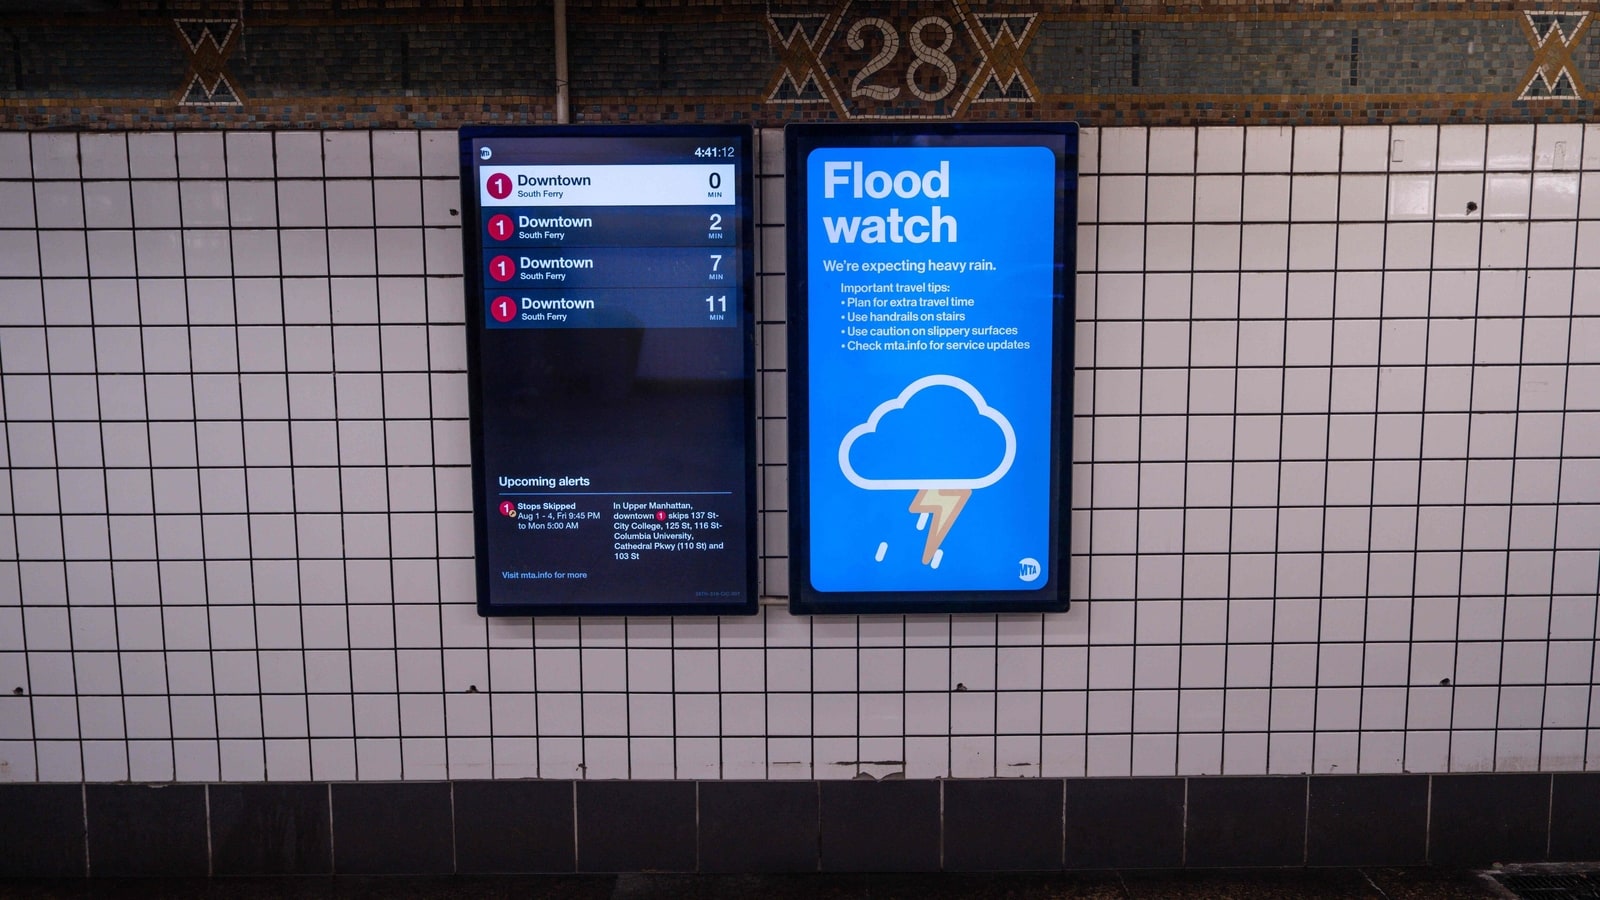 28
MTA
4:41:12
1 Downtown 0
South Ferry MIN
1 Downtown 2
South Ferry MIN
1 Downtown 7
South Ferry MIN
1 Downtown 11
South Ferry MIN
Upcoming alerts
1 Stops Skipped
Aug 1 - 4, Fri 9:45 PM
to Mon 5:00 AM
In Upper Manhattan,
downtown 1 skips 137 St-
City College, 125 St, 116 St-
Columbia University,
Cathedral Pkwy (110 St) and
103 St
Visit mta.info for more
Flood
watch
We're expecting heavy rain.
Important travel tips:
• Plan for extra travel time
• Use handrails on stairs
• Use caution on slippery surfaces
• Check mta.info for service updates
MTA